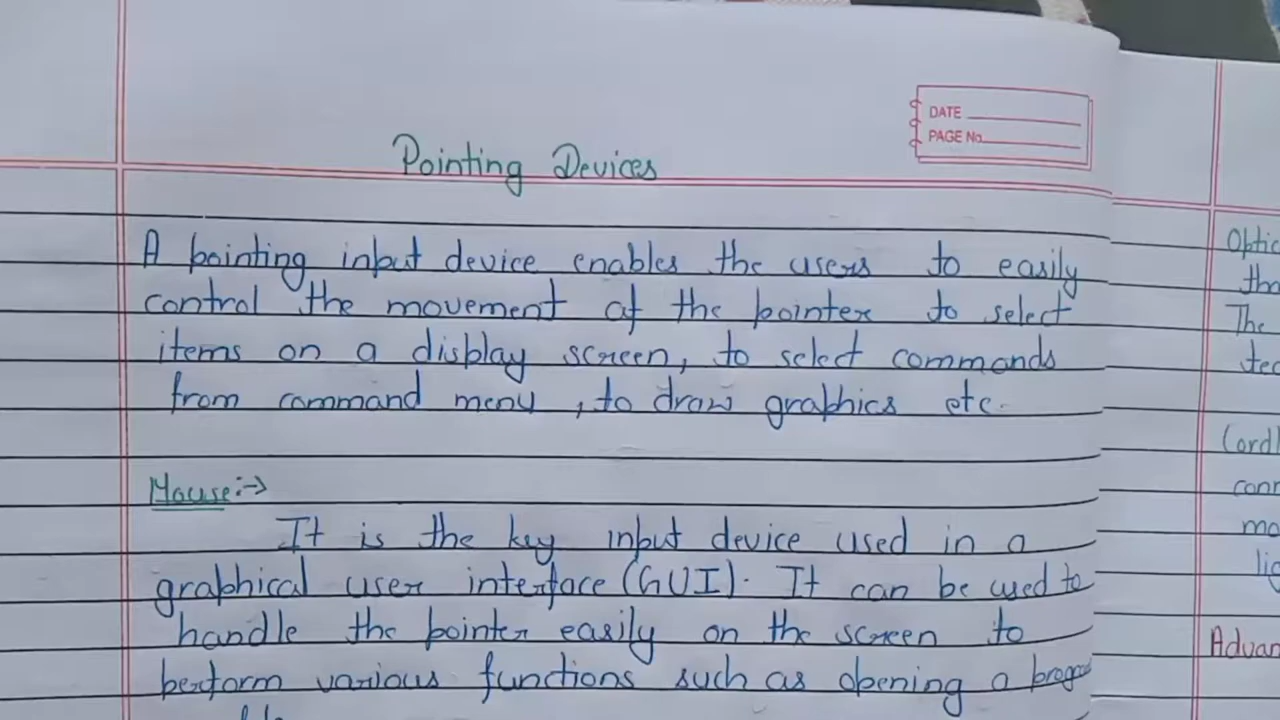 DATE
PAGE No.
Pointing Devices
A pointing input device enables the users to easily
control the movement of the pointer to select
items on a display screen, to select commands
from command menu, to draw graphics etc.
Mouse:→
It is the key input device used in a
graphical user interface (GUI). It can be used to
handle the pointer easily on the screen to
perform various functions such as opening a
The
Advan